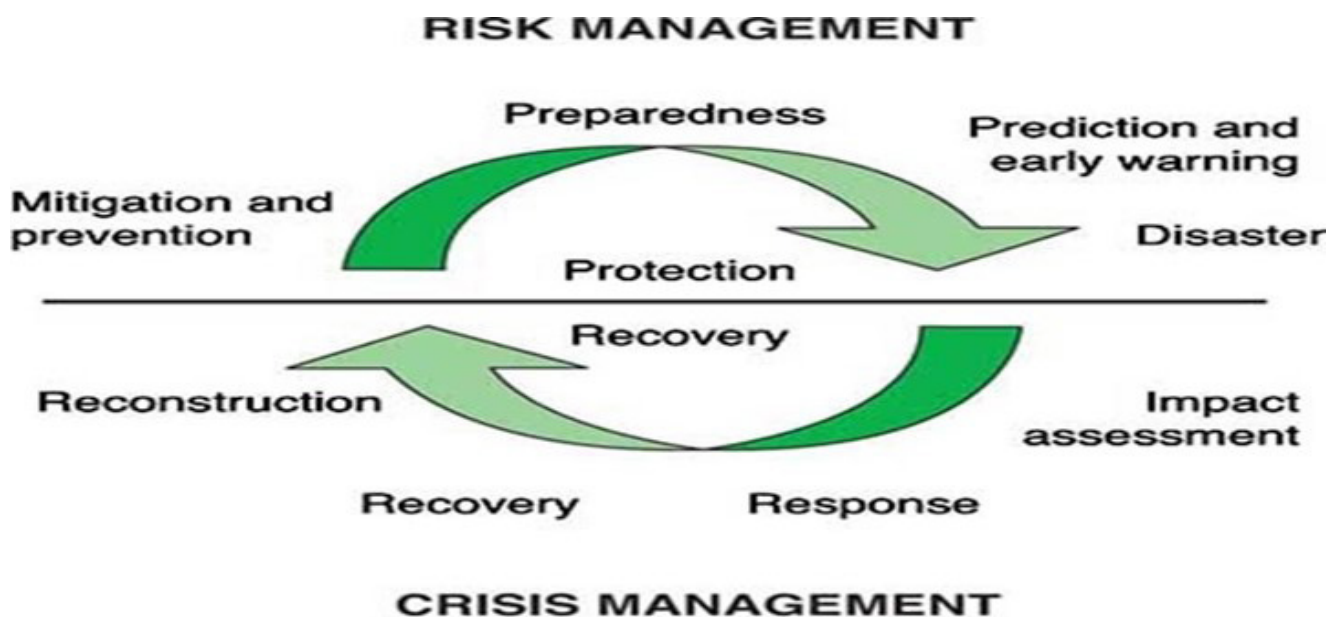 RISK MANAGEMENT
Preparedness
Prediction and
early warning
Mitigation and
prevention
Disaster
Protection
Recovery
Reconstruction
Impact
assessment
Recovery
Response
CRISIS MANAGEMENT